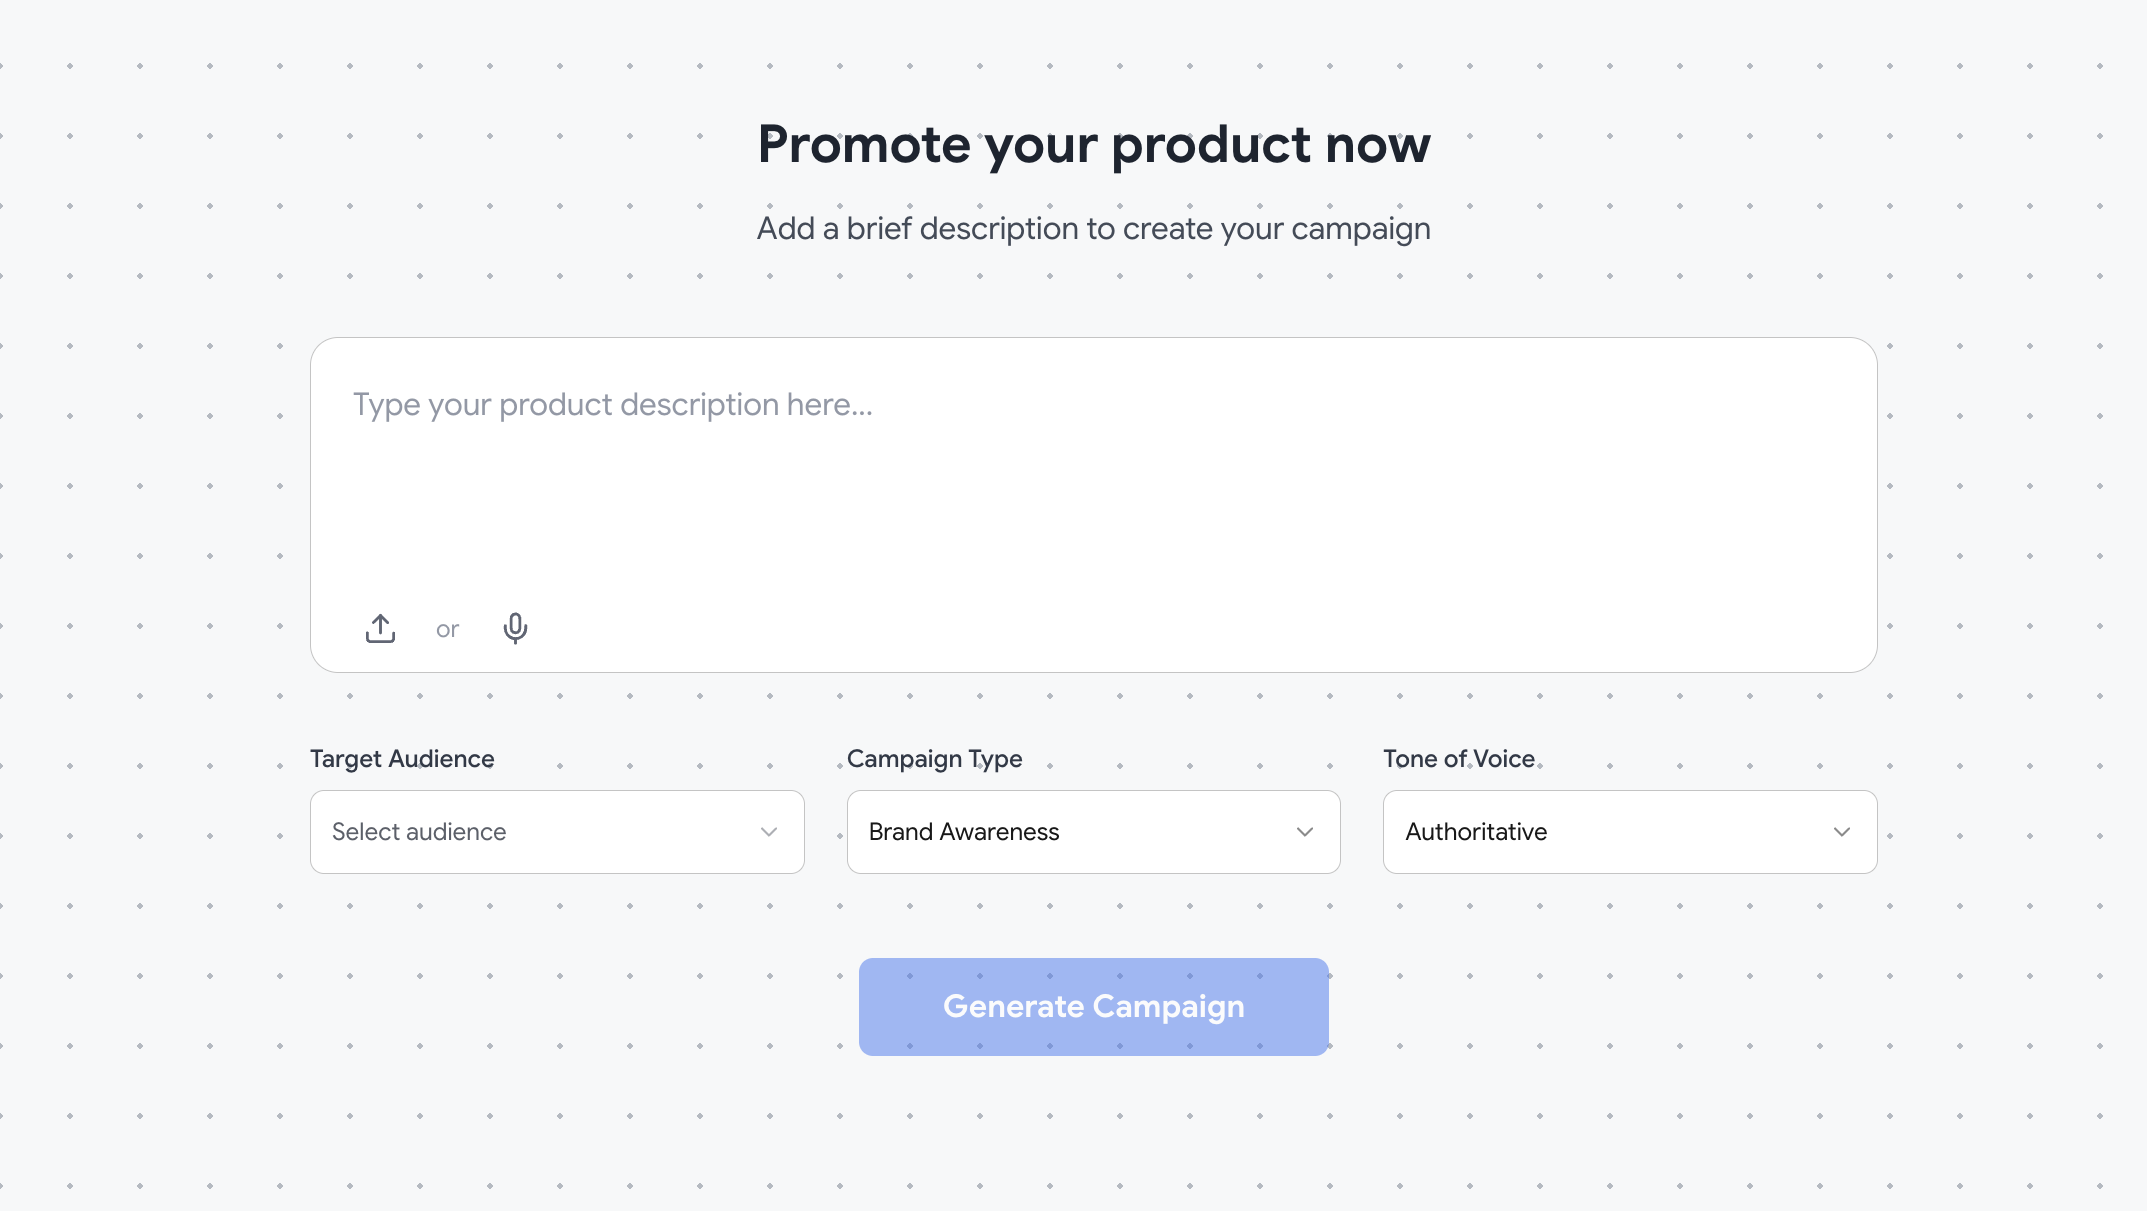 Promote your product now
Add a brief description to create your campaign
Type your product description here...
or
Target Audience
Campaign Type
Tone of Voice
Select audience
Brand Awareness
Authoritative
Generate Campaign